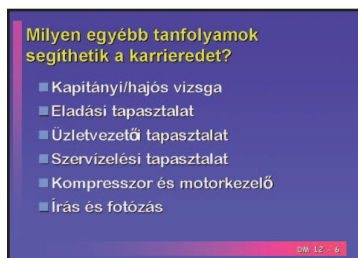 Milyen egyébb tanfolyamok
segíthetik a karrieredet?
Kapitányi/hajós vizsga
Eladási tapasztalat
Üzletvezetői tapasztalat
Szervízelési tapasztalat
Kompresszor és motorkezelő
Írás és fotózás
DM 12 - 6